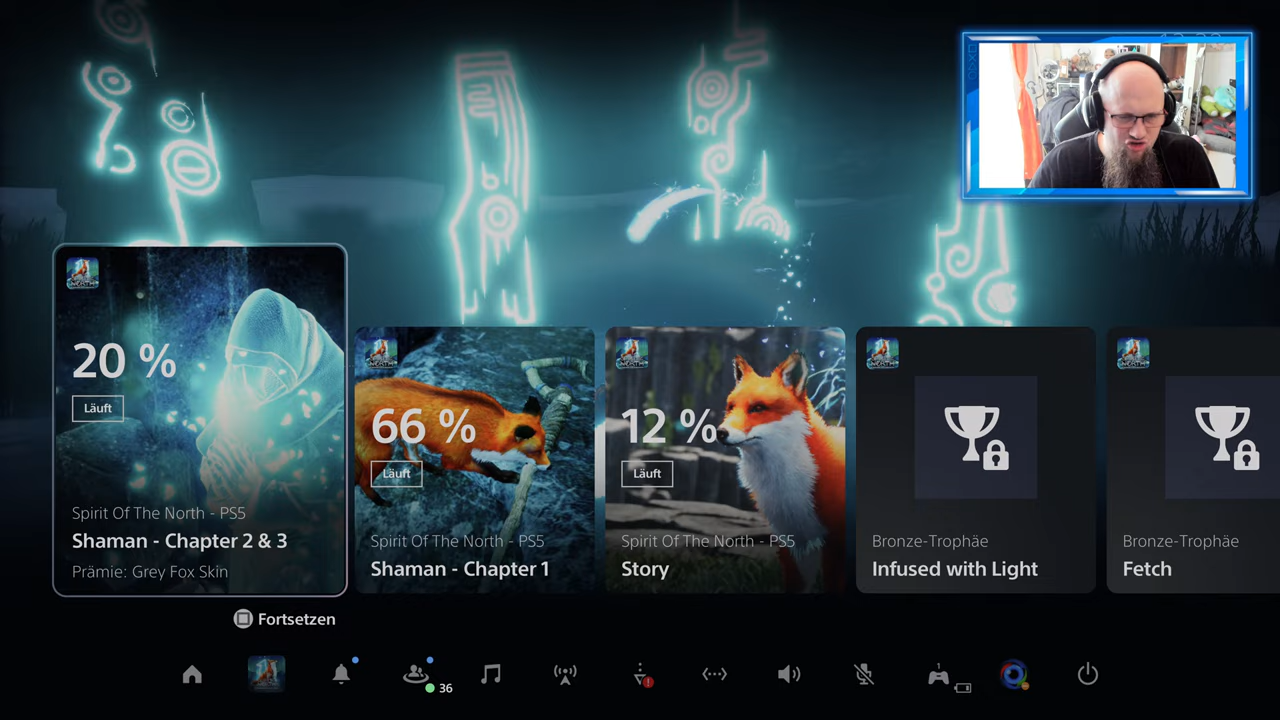 20 %
Läuft
Spirit Of The North - PS5
Shaman - Chapter 2 & 3
Prämie: Grey Fox Skin
66 %
Läuft
Spirit Of The North - PS5
Shaman - Chapter 1
12 %
Läuft
Spirit Of The North - PS5
Story
Bronze-Trophäe
Infused with Light
Bronze-Trophäe
Fetch
Fortsetzen
36
1